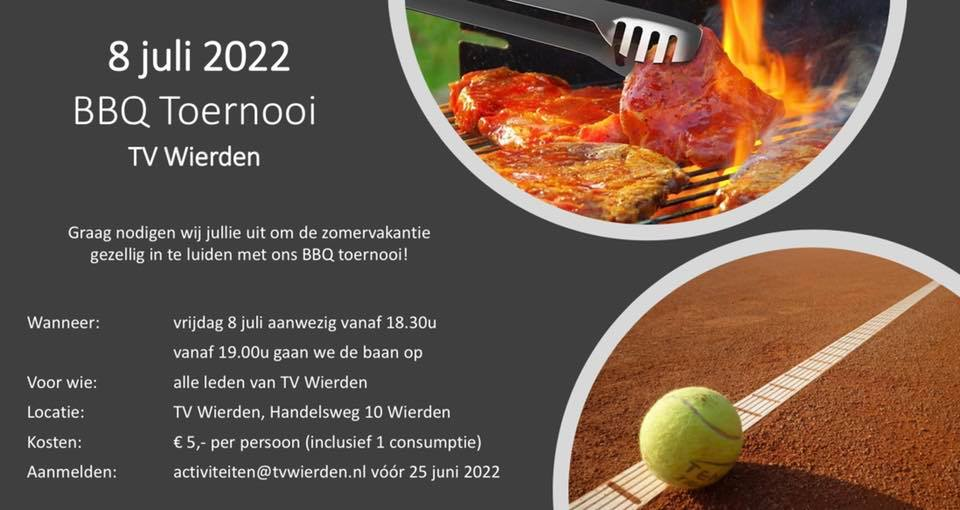 8 juli 2022
BBQ Toernooi
TV Wierden
Graag nodigen wij jullie uit om de zomervakantie
gezellig in te luiden met ons BBQ toernooi!
Wanneer: vrijdag 8 juli aanwezig vanaf 18.30u
vanaf 19.00u gaan we de baan op
Voor wie: alle leden van TV Wierden
Locatie: TV Wierden, Handelsweg 10 Wierden
Kosten: € 5,- per persoon (inclusief 1 consumptie)
Aanmelden: activiteiten@tvwierden.nl vóór 25 juni 2022